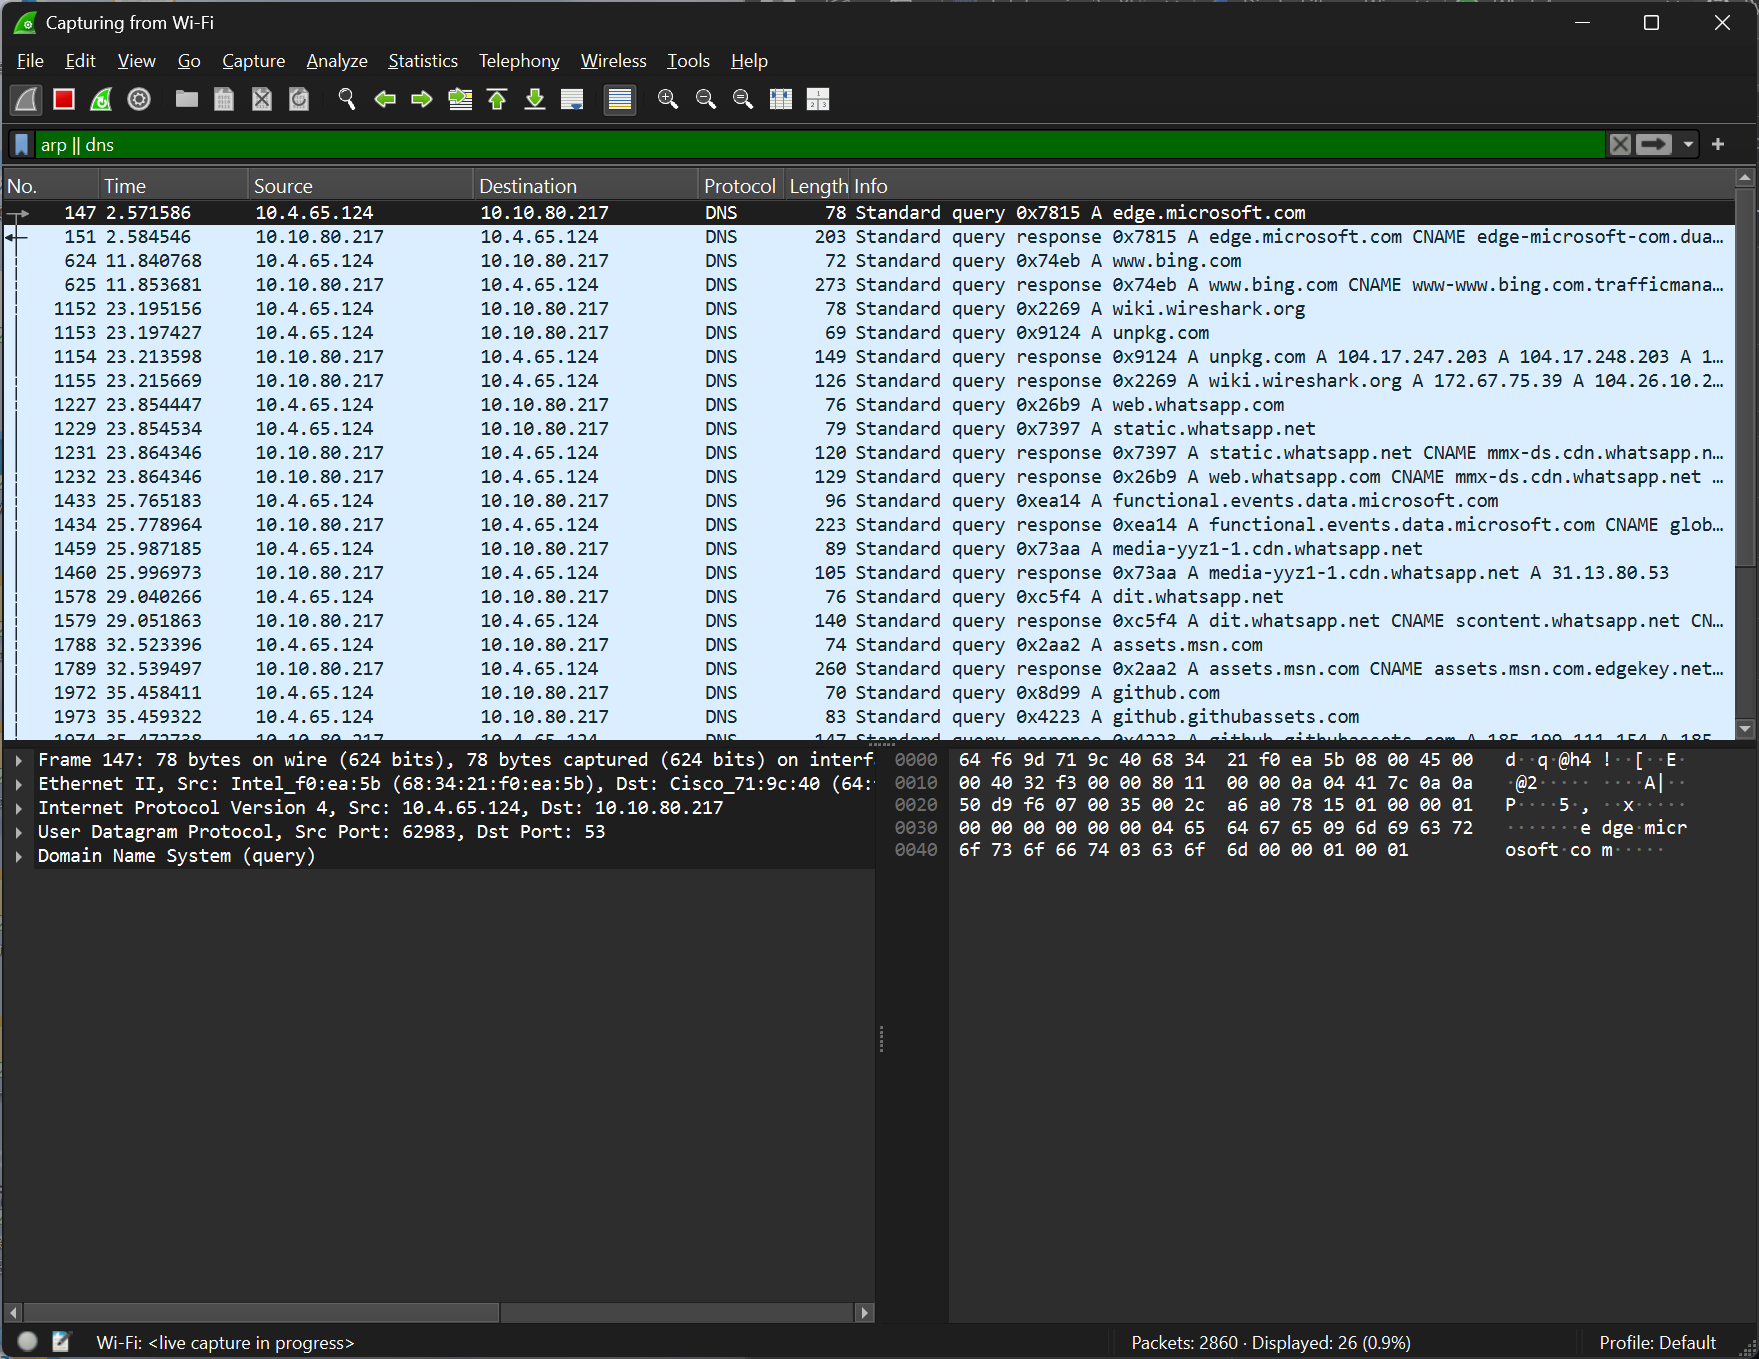 Capturing from Wi-Fi
File Edit View Go Capture Analyze Statistics Telephony Wireless Tools Help
arp || dns
No. Time Source Destination Protocol Length Info
147 2.571586 10.4.65.124 10.10.80.217 DNS 78 Standard query 0x7815 A edge.microsoft.com
151 2.584546 10.10.80.217 10.4.65.124 DNS 203 Standard query response 0x7815 A edge.microsoft.com CNAME edge-microsoft-com.dua…
624 11.840768 10.4.65.124 10.10.80.217 DNS 72 Standard query 0x74eb A www.bing.com
625 11.853681 10.10.80.217 10.4.65.124 DNS 273 Standard query response 0x74eb A www.bing.com CNAME www-www.bing.com.trafficmana…
1152 23.195156 10.4.65.124 10.10.80.217 DNS 78 Standard query 0x2269 A wiki.wireshark.org
1153 23.197427 10.4.65.124 10.10.80.217 DNS 69 Standard query 0x9124 A unpkg.com
1154 23.213598 10.10.80.217 10.4.65.124 DNS 149 Standard query response 0x9124 A unpkg.com A 104.17.247.203 A 104.17.248.203 A 1…
1155 23.215669 10.10.80.217 10.4.65.124 DNS 126 Standard query response 0x2269 A wiki.wireshark.org A 172.67.75.39 A 104.26.10.2…
1227 23.854447 10.4.65.124 10.10.80.217 DNS 76 Standard query 0x26b9 A web.whatsapp.com
1229 23.854534 10.4.65.124 10.10.80.217 DNS 79 Standard query 0x7397 A static.whatsapp.net
1231 23.864346 10.10.80.217 10.4.65.124 DNS 120 Standard query response 0x7397 A static.whatsapp.net CNAME mmx-ds.cdn.whatsapp.n…
1232 23.864346 10.10.80.217 10.4.65.124 DNS 129 Standard query response 0x26b9 A web.whatsapp.com CNAME mmx-ds.cdn.whatsapp.net …
1433 25.765183 10.4.65.124 10.10.80.217 DNS 96 Standard query 0xea14 A functional.events.data.microsoft.com
1434 25.778964 10.10.80.217 10.4.65.124 DNS 223 Standard query response 0xea14 A functional.events.data.microsoft.com CNAME glob…
1459 25.987185 10.4.65.124 10.10.80.217 DNS 89 Standard query 0x73aa A media-yyz1-1.cdn.whatsapp.net
1460 25.996973 10.10.80.217 10.4.65.124 DNS 105 Standard query response 0x73aa A media-yyz1-1.cdn.whatsapp.net A 31.13.80.53
1578 29.040266 10.4.65.124 10.10.80.217 DNS 76 Standard query 0xc5f4 A dit.whatsapp.net
1579 29.051863 10.10.80.217 10.4.65.124 DNS 140 Standard query response 0xc5f4 A dit.whatsapp.net CNAME scontent.whatsapp.net CN…
1788 32.523396 10.4.65.124 10.10.80.217 DNS 74 Standard query 0x2aa2 A assets.msn.com
1789 32.539497 10.10.80.217 10.4.65.124 DNS 260 Standard query response 0x2aa2 A assets.msn.com CNAME assets.msn.com.edgekey.net…
1972 35.458411 10.4.65.124 10.10.80.217 DNS 70 Standard query 0x8d99 A github.com
1973 35.459322 10.4.65.124 10.10.80.217 DNS 83 Standard query 0x4223 A github.githubassets.com
1974 35.472738 10.10.80.217 10.4.65.124 DNS 147 Standard query response 0x4223 A github.githubassets.com A 185.199.111.154 A 185…
Frame 147: 78 bytes on wire (624 bits), 78 bytes captured (624 bits) on interf
Ethernet II, Src: Intel_f0:ea:5b (68:34:21:f0:ea:5b), Dst: Cisco_71:9c:40 (64:
Internet Protocol Version 4, Src: 10.4.65.124, Dst: 10.10.80.217
User Datagram Protocol, Src Port: 62983, Dst Port: 53
Domain Name System (query)
0000 64 f6 9d 71 9c 40 68 34 21 f0 ea 5b 08 00 45 00 d··q·@h4 !··[··E·
0010 00 40 32 f3 00 00 80 11 00 00 0a 04 41 7c 0a 0a ·@2····· ····A|··
0020 50 d9 f6 07 00 35 00 2c a6 a0 78 15 01 00 00 01 P····5·, ··x·····
0030 00 00 00 00 00 00 04 65 64 67 65 09 6d 69 63 72 ·······e dge·micr
0040 6f 73 6f 66 74 03 63 6f 6d 00 00 01 00 01 osoft·co m·····
Wi-Fi: <live capture in progress>
Packets: 2860 · Displayed: 26 (0.9%)
Profile: Default